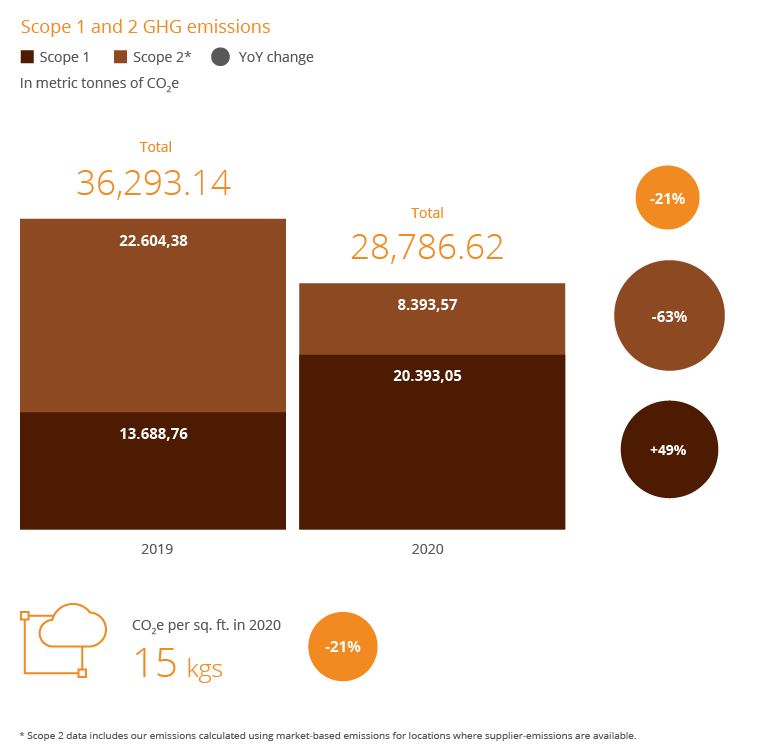 Scope 1 and 2 GHG emissions
Scope 1 Scope 2* YoY change
In metric tonnes of CO₂e
Total
36,293.14
Total
28,786.62
22.604,38
8.393,57
20.393,05
13.688,76
2019
2020
-21%
-63%
+49%
CO₂e per sq. ft. in 2020
15 kgs
-21%
* Scope 2 data includes our emissions calculated using market-based emissions for locations where supplier-emissions are available.